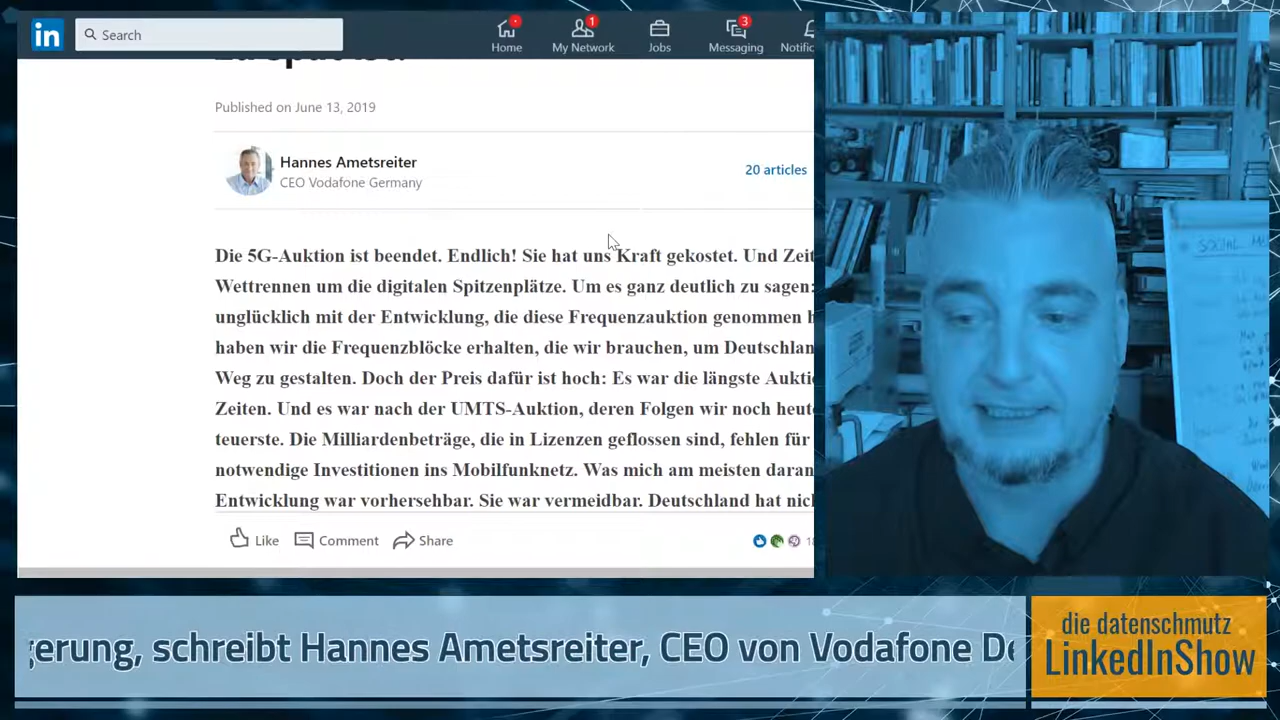 in
Search
1
3
Home
My Network
Jobs
Messaging
Notific
Published on June 13, 2019
Hannes Ametsreiter
CEO Vodafone Germany
20 articles
Die 5G-Auktion ist beendet. Endlich! Sie hat uns Kraft gekostet. Und Zeit
Wettrennen um die digitalen Spitzenplätze. Um es ganz deutlich zu sagen:
unglücklich mit der Entwicklung, die diese Frequenzauktion genommen h
haben wir die Frequenzblöcke erhalten, die wir brauchen, um Deutschlan
Weg zu gestalten. Doch der Preis dafür ist hoch: Es war die längste Aukti
Zeiten. Und es war nach der UMTS-Auktion, deren Folgen wir noch heut
teuerste. Die Milliardenbeträge, die in Lizenzen geflossen sind, fehlen für
notwendige Investitionen ins Mobilfunknetz. Was mich am meisten daran
Entwicklung war vorhersehbar. Sie war vermeidbar. Deutschland hat nich
Like
Comment
Share
SOCIAL M
gerung, schreibt Hannes Ametsreiter, CEO von Vodafone De
die datenschmutz
LinkedInShow